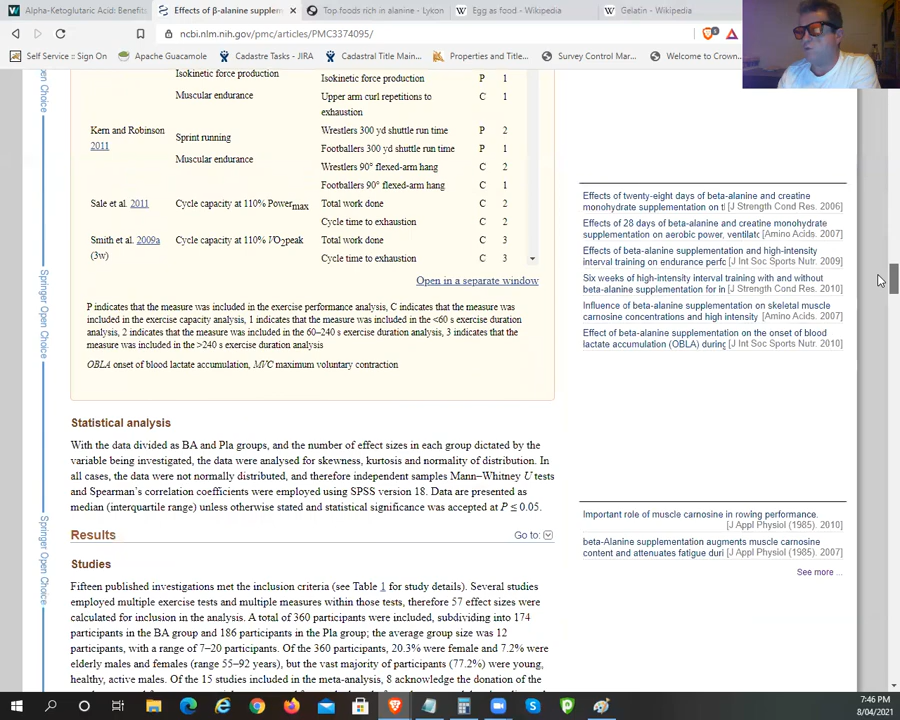 Alpha-Ketoglutaric Acid: Benefits
Effects of β-alanine supplem
Top foods rich in alanine - Lykon
Egg as food - Wikipedia
Gelatin - Wikipedia
ncbi.nlm.nih.gov/pmc/articles/PMC3374095/
Self Service :: Sign On
Apache Guacamole
Cadastre Tasks - JIRA
Cadastral Title Main...
Properties and Title...
Survey Control Mar...
Welcome to Crown...
Springer Open Choice
Springer Open Choice
Isokinetic force production
Isokinetic force production P 1
Muscular endurance
Upper arm curl repetitions to C 1
exhaustion
Kern and Robinson
2011
Sprint running
Wrestlers 300 yd shuttle run time P 2
Footballers 300 yd shuttle run time P 1
Muscular endurance
Wrestlers 90° flexed-arm hang C 2
Footballers 90° flexed-arm hang C 1
Sale et al. 2011 Cycle capacity at 110% Powermax Total work done C 2
Cycle time to exhaustion C 2
Smith et al. 2009a Cycle capacity at 110% VO2peak Total work done C 3
(3w)
Cycle time to exhaustion C 3
Open in a separate window
P indicates that the measure was included in the exercise performance analysis, C indicates that the measure was
included in the exercise capacity analysis, 1 indicates that the measure was included in the <60 s exercise duration
analysis, 2 indicates that the measure was included in the 60–240 s exercise duration analysis, 3 indicates that the
measure was included in the >240 s exercise duration analysis
OBLA onset of blood lactate accumulation, MVC maximum voluntary contraction
Statistical analysis
With the data divided as BA and Pla groups, and the number of effect sizes in each group dictated by the
variable being investigated, the data were analysed for skewness, kurtosis and normality of distribution. In
all cases, the data were not normally distributed, and therefore independent samples Mann–Whitney U tests
and Spearman's correlation coefficients were employed using SPSS version 18. Data are presented as
median (interquartile range) unless otherwise stated and statistical significance was accepted at P ≤ 0.05.
Results
Go to:
Studies
Fifteen published investigations met the inclusion criteria (see Table 1 for study details). Several studies
employed multiple exercise tests and multiple measures within those tests, therefore 57 effect sizes were
calculated for inclusion in the analysis. A total of 360 participants were included, subdividing into 174
participants in the BA group and 186 participants in the Pla group; the average group size was 12
participants, with a range of 7–20 participants. Of the 360 participants, 20.3% were female and 7.2% were
elderly males and females (range 55–92 years), but the vast majority of participants (77.2%) were young,
healthy, active males. Of the 15 studies included in the meta-analysis, 8 acknowledge the donation of the
Effects of twenty-eight days of beta-alanine and creatine
monohydrate supplementation on t [J Strength Cond Res. 2006]
Effects of 28 days of beta-alanine and creatine monohydrate
supplementation on aerobic power, ventilatc [Amino Acids. 2007]
Effects of beta-alanine supplementation and high-intensity
interval training on endurance perfc [J Int Soc Sports Nutr. 2009]
Six weeks of high-intensity interval training with and without
beta-alanine supplementation for in [J Strength Cond Res. 2010]
Influence of beta-alanine supplementation on skeletal muscle
carnosine concentrations and high intensity [Amino Acids. 2007]
Effect of beta-alanine supplementation on the onset of blood
lactate accumulation (OBLA) during [J Int Soc Sports Nutr. 2010]
Important role of muscle carnosine in rowing performance.
[J Appl Physiol (1985). 2010]
beta-Alanine supplementation augments muscle carnosine
content and attenuates fatigue duri [J Appl Physiol (1985). 2007]
See more ...
7:46 PM
8/04/2021